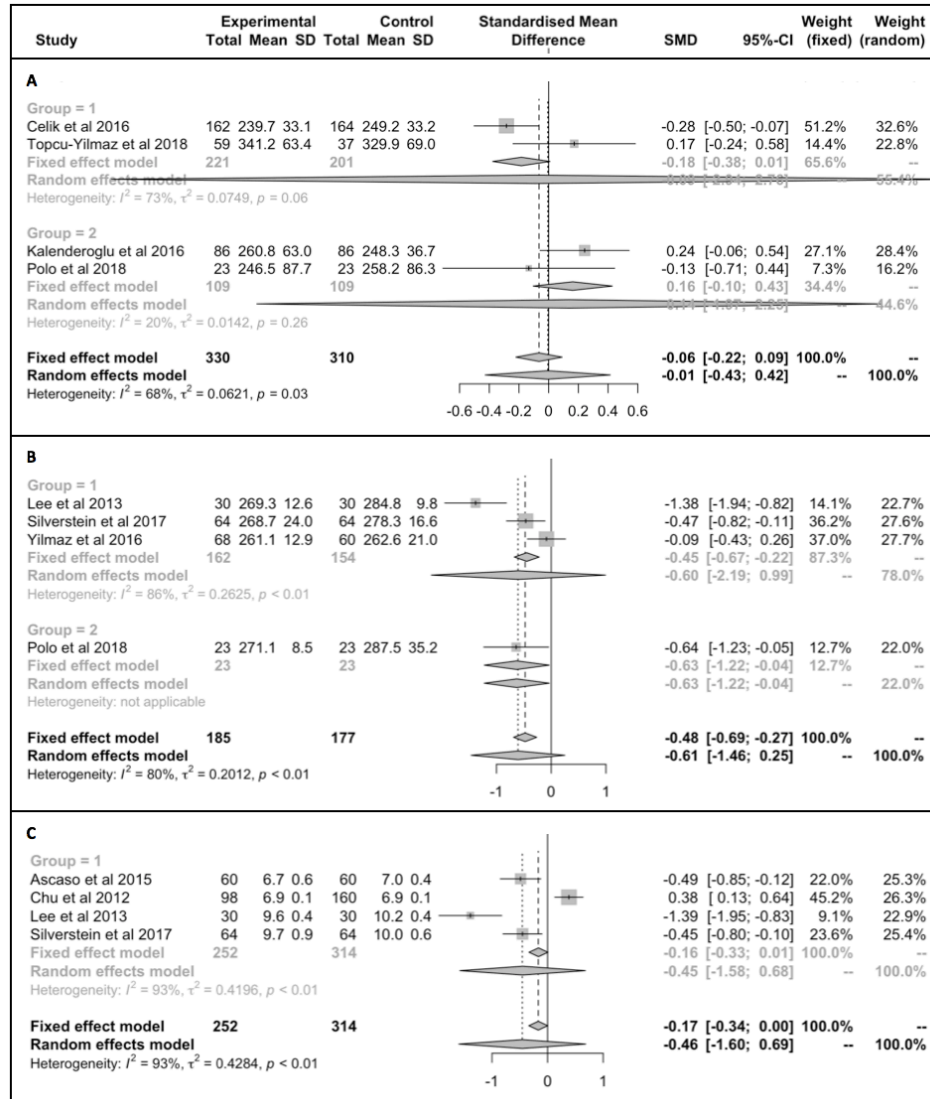 Experimental Control Standardised Mean Weight Weight
Study Total Mean SD Total Mean SD Difference SMD 95%-CI (fixed) (random)
A
Group = 1
Celik et al 2016 162 239.7 33.1 164 249.2 33.2 -0.28 [-0.50; -0.07] 51.2% 32.6%
Topcu-Yilmaz et al 2018 59 341.2 63.4 37 329.9 69.0 0.17 [-0.24; 0.58] 14.4% 22.8%
Fixed effect model 221 201 -0.18 [-0.38; 0.01] 65.6% --
Random effects model -- 55.4%
Heterogeneity: I² = 73%, τ² = 0.0749, p = 0.06
Group = 2
Kalenderoglu et al 2016 86 260.8 63.0 86 248.3 36.7 0.24 [-0.06; 0.54] 27.1% 28.4%
Polo et al 2018 23 246.5 87.7 23 258.2 86.3 -0.13 [-0.71; 0.44] 7.3% 16.2%
Fixed effect model 109 109 0.16 [-0.10; 0.43] 34.4% --
Random effects model -- 44.6%
Heterogeneity: I² = 20%, τ² = 0.0142, p = 0.26
Fixed effect model 330 310 -0.06 [-0.22; 0.09] 100.0% --
Random effects model -0.01 [-0.43; 0.42] -- 100.0%
Heterogeneity: I² = 68%, τ² = 0.0621, p = 0.03
-0.6 -0.4 -0.2 0 0.2 0.4 0.6
B
Group = 1
Lee et al 2013 30 269.3 12.6 30 284.8 9.8 -1.38 [-1.94; -0.82] 14.1% 22.7%
Silverstein et al 2017 64 268.7 24.0 64 278.3 16.6 -0.47 [-0.82; -0.11] 36.2% 27.6%
Yilmaz et al 2016 68 261.1 12.9 60 262.6 21.0 -0.09 [-0.43; 0.26] 37.0% 27.7%
Fixed effect model 162 154 -0.45 [-0.67; -0.22] 87.3% --
Random effects model -0.60 [-2.19; 0.99] -- 78.0%
Heterogeneity: I² = 86%, τ² = 0.2625, p < 0.01
Group = 2
Polo et al 2018 23 271.1 8.5 23 287.5 35.2 -0.64 [-1.23; -0.05] 12.7% 22.0%
Fixed effect model 23 23 -0.63 [-1.22; -0.04] 12.7% --
Random effects model -0.63 [-1.22; -0.04] -- 22.0%
Heterogeneity: not applicable
Fixed effect model 185 177 -0.48 [-0.69; -0.27] 100.0% --
Random effects model -0.61 [-1.46; 0.25] -- 100.0%
Heterogeneity: I² = 80%, τ² = 0.2012, p < 0.01
-1 0 1
C
Group = 1
Ascaso et al 2015 60 6.7 0.6 60 7.0 0.4 -0.49 [-0.85; -0.12] 22.0% 25.3%
Chu et al 2012 98 6.9 0.1 160 6.9 0.1 0.38 [ 0.13; 0.64] 45.2% 26.3%
Lee et al 2013 30 9.6 0.4 30 10.2 0.4 -1.39 [-1.95; -0.83] 9.1% 22.9%
Silverstein et al 2017 64 9.7 0.9 64 10.0 0.6 -0.45 [-0.80; -0.10] 23.6% 25.4%
Fixed effect model 252 314 -0.16 [-0.33; 0.01] 100.0% --
Random effects model -0.45 [-1.58; 0.68] -- 100.0%
Heterogeneity: I² = 93%, τ² = 0.4196, p < 0.01
Fixed effect model 252 314 -0.17 [-0.34; 0.00] 100.0% --
Random effects model -0.46 [-1.60; 0.69] -- 100.0%
Heterogeneity: I² = 93%, τ² = 0.4284, p < 0.01
-1 0 1